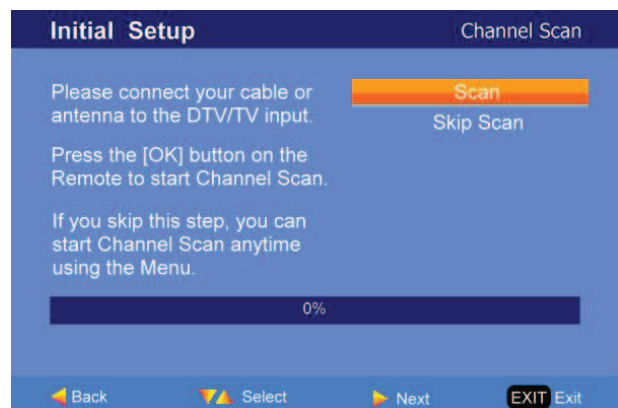 Initial Setup
Channel Scan
Please connect your cable or
antenna to the DTV/TV input.
Press the [OK] button on the
Remote to start Channel Scan.
If you skip this step, you can
start Channel Scan anytime
using the Menu.
Scan
Skip Scan
0%
Back Select Next EXIT Exit